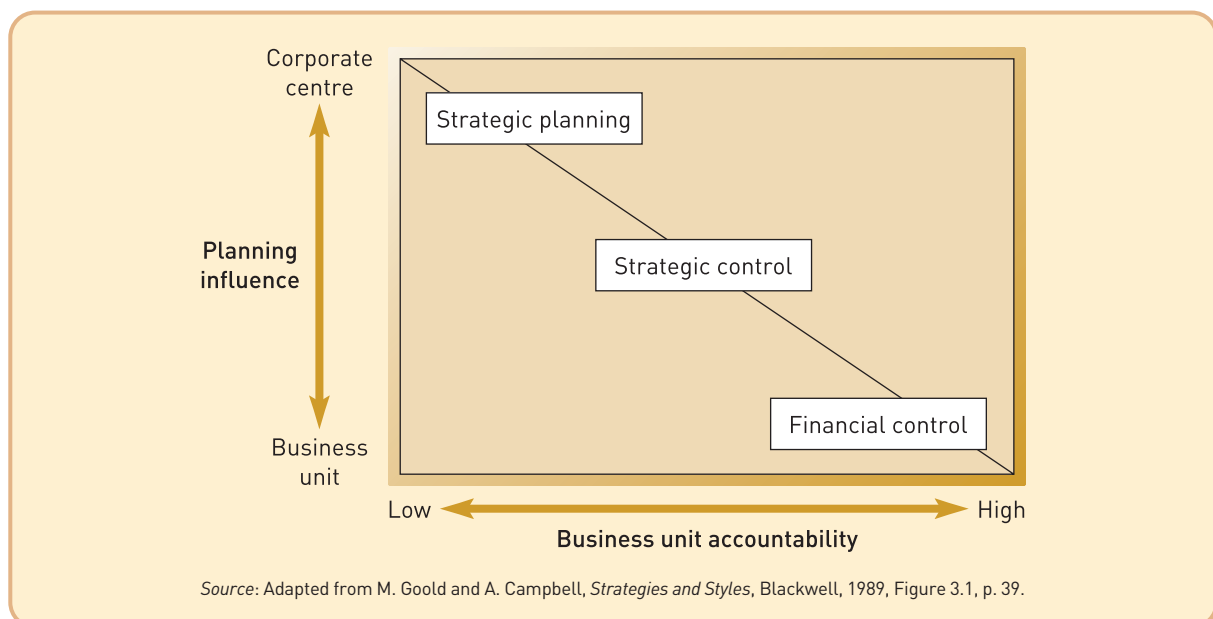 Corporate
centre
Strategic planning
Planning
influence
Strategic control
Financial control
Business
unit
Low
High
Business unit accountability
Source: Adapted from M. Goold and A. Campbell, Strategies and Styles, Blackwell, 1989, Figure 3.1, p. 39.